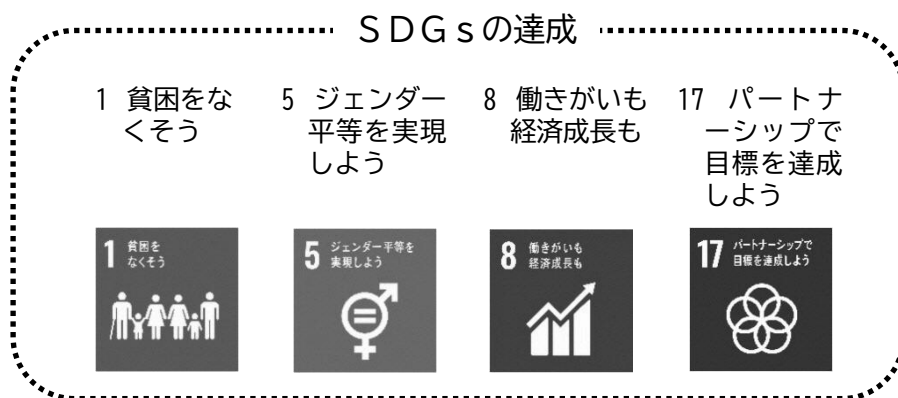 ＳＤＧｓの達成
1 貧困をな
くそう
5 ジェンダー
平等を実現
しよう
8 働きがいも
経済成長も
17 パートナ
ーシップで
目標を達成
しよう
1 貧困を
なくそう
5 ジェンダー平等を
実現しよう
8 働きがいも
経済成長も
17 パートナーシップで
目標を達成しよう